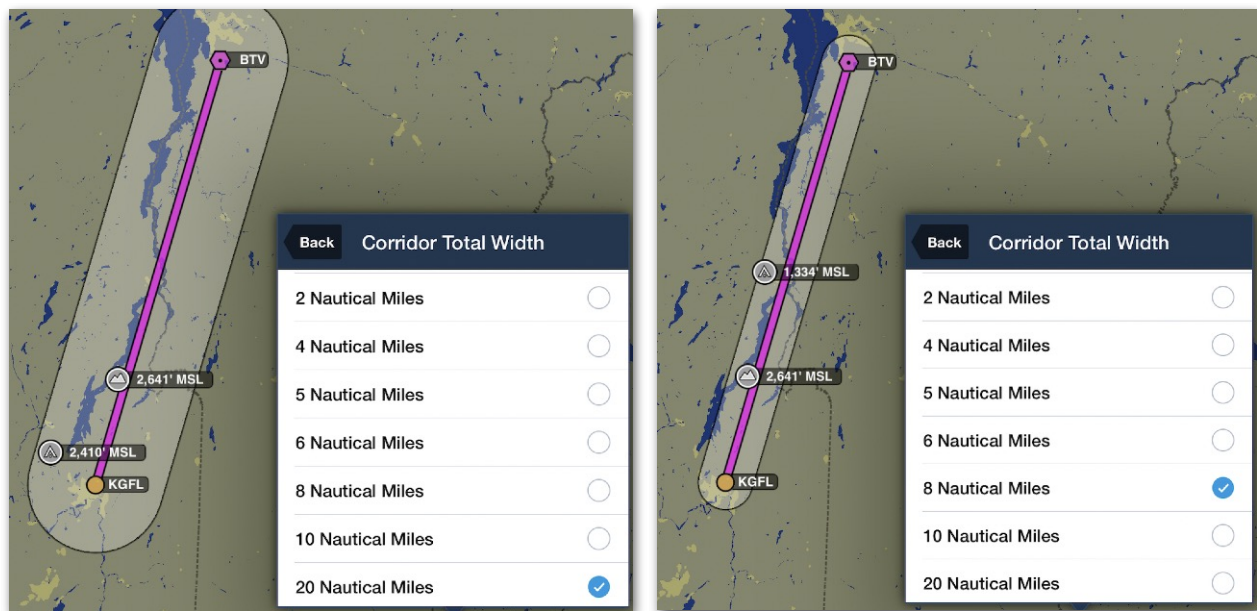 BTV
Back
Corridor Total Width
2 Nautical Miles
4 Nautical Miles
5 Nautical Miles
6 Nautical Miles
8 Nautical Miles
10 Nautical Miles
20 Nautical Miles
2,641' MSL
2,410' MSL
KGFL
BTV
1,334' MSL
Back
Corridor Total Width
2 Nautical Miles
4 Nautical Miles
5 Nautical Miles
6 Nautical Miles
8 Nautical Miles
10 Nautical Miles
20 Nautical Miles
2,641' MSL
KGFL